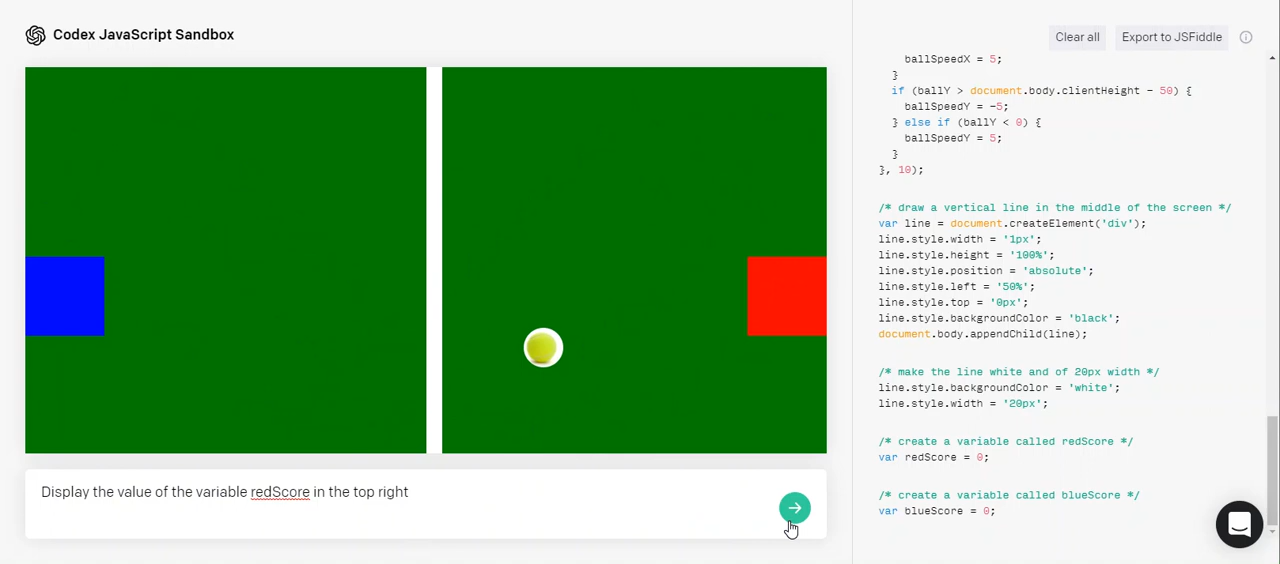 Codex JavaScript Sandbox
Clear all
Export to JSFiddle
Display the value of the variable redScore in the top right
ballSpeedX = 5;
}
if (ballY > document.body.clientHeight - 50) {
ballSpeedY = -5;
} else if (ballY < 0) {
ballSpeedY = 5;
}
}, 10);
/* draw a vertical line in the middle of the screen */
var line = document.createElement('div');
line.style.width = '1px';
line.style.height = '100%';
line.style.position = 'absolute';
line.style.left = '50%';
line.style.top = '0px';
line.style.backgroundColor = 'black';
document.body.appendChild(line);
/* make the line white and of 20px width */
line.style.backgroundColor = 'white';
line.style.width = '20px';
/* create a variable called redScore */
var redScore = 0;
/* create a variable called blueScore */
var blueScore = 0;